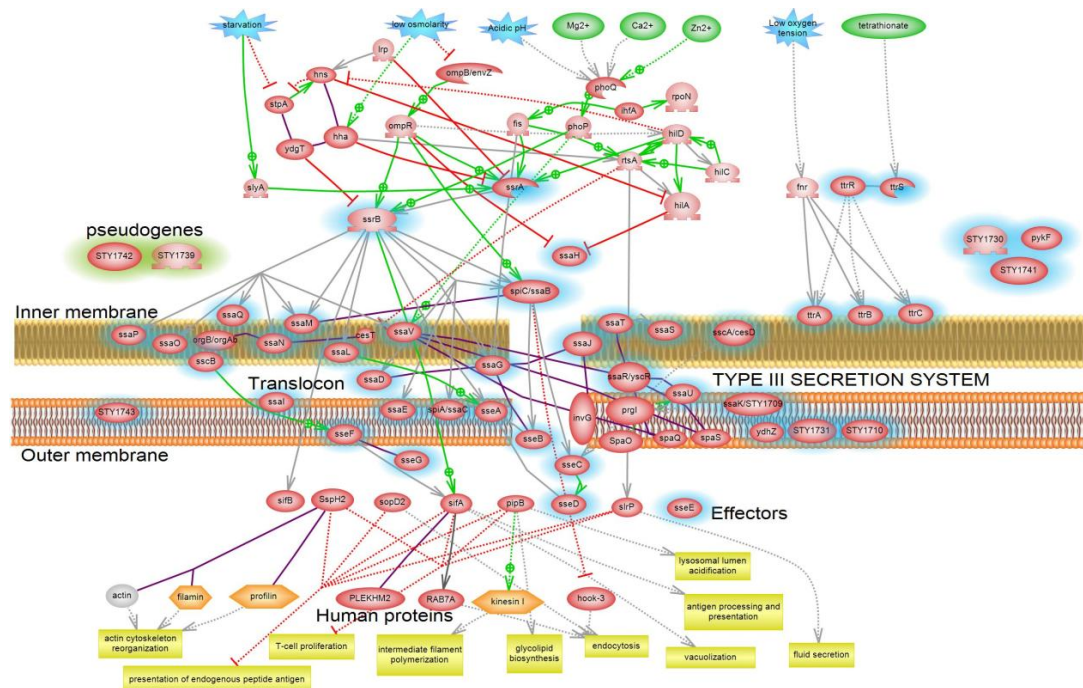 starvation
low osmolarity
Acidic pH
Mg2+
Ca2+
Zn2+
Low oxygen
tension
tetrathionate
lrp
hns
ompB/envZ
phoQ
rpoN
stpA
ihfA
ompR
fis
phoP
hilD
hha
ydgT
rtsA
hilC
slyA
ssrA
fnr
ttrR
ttrS
hilA
ssrB
pseudogenes
STY1742
STY1739
ssaH
STY1730
pykF
STY1741
spiC/ssaB
Inner membrane
ssaQ
ssaM
ssaP
ssaO
orgB/orgAb
ssaN
cesT
ssaV
ssaT
ssaS
sscA/cesD
ttrA
ttrB
ttrC
sscB
ssaL
ssaJ
ssaG
ssaD
ssaR/yscR
Translocon
TYPE III SECRETION SYSTEM
ssaU
ssaI
ssaK/STY1709
STY1743
ssaE
spiA/ssaC
sseA
invG
prgI
sseF
sseB
SpaO
spaQ
spaS
ydhZ
STY1731
STY1710
Outer membrane
sseG
sseC
sifB
SspH2
sopD2
sifA
pipB
sseD
slrP
sseE
Effectors
lysosomal lumen
acidification
actin
filamin
profilin
PLEKHM2
RAB7A
kinesin I
hook-3
Human proteins
antigen processing and
presentation
actin cytoskeleton
reorganization
T-cell proliferation
intermediate filament
polymerization
glycolipid
biosynthesis
endocytosis
vacuolization
fluid secretion
presentation of endogenous peptide antigen